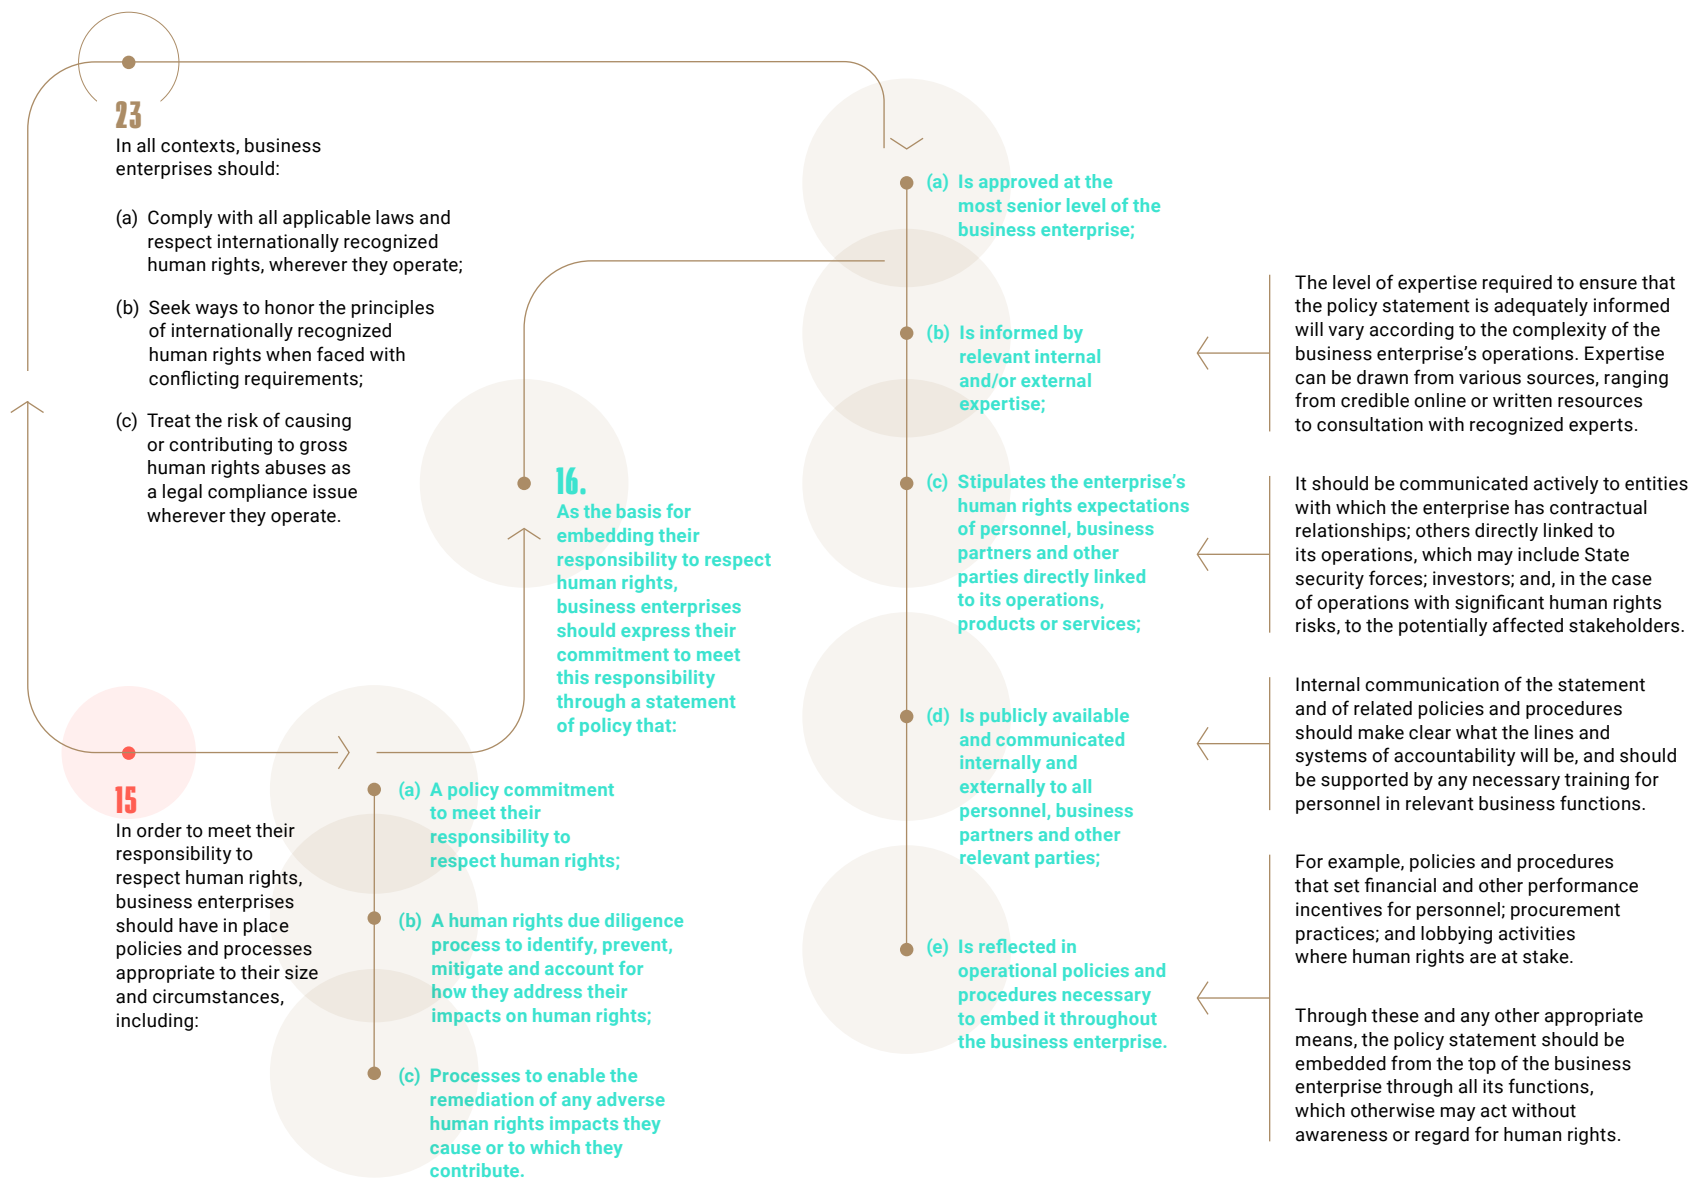 23
In all contexts, business
enterprises should:
(a) Comply with all applicable laws and
respect internationally recognized
human rights, wherever they operate;
(b) Seek ways to honor the principles
of internationally recognized
human rights when faced with
conflicting requirements;
(c) Treat the risk of causing
or contributing to gross
human rights abuses as
a legal compliance issue
wherever they operate.
15
In order to meet their
responsibility to
respect human rights,
business enterprises
should have in place
policies and processes
appropriate to their size
and circumstances,
including:
(a) A policy commitment
to meet their
responsibility to
respect human rights;
(b) A human rights due diligence
process to identify, prevent,
mitigate and account for
how they address their
impacts on human rights;
(c) Processes to enable the
remediation of any adverse
human rights impacts they
cause or to which they
contribute.
16.
As the basis for
embedding their
responsibility to respect
human rights,
business enterprises
should express their
commitment to meet
this responsibility
through a statement
of policy that:
(a) Is approved at the
most senior level of the
business enterprise;
(b) Is informed by
relevant internal
and/or external
expertise;
(c) Stipulates the enterprise's
human rights expectations
of personnel, business
partners and other
parties directly linked
to its operations,
products or services;
(d) Is publicly available
and communicated
internally and
externally to all
personnel, business
partners and other
relevant parties;
(e) Is reflected in
operational policies and
procedures necessary
to embed it throughout
the business enterprise.
The level of expertise required to ensure that
the policy statement is adequately informed
will vary according to the complexity of the
business enterprise's operations. Expertise
can be drawn from various sources, ranging
from credible online or written resources
to consultation with recognized experts.
It should be communicated actively to entities
with which the enterprise has contractual
relationships; others directly linked to
its operations, which may include State
security forces; investors; and, in the case
of operations with significant human rights
risks, to the potentially affected stakeholders.
Internal communication of the statement
and of related policies and procedures
should make clear what the lines and
systems of accountability will be, and should
be supported by any necessary training for
personnel in relevant business functions.
For example, policies and procedures
that set financial and other performance
incentives for personnel; procurement
practices; and lobbying activities
where human rights are at stake.
Through these and any other appropriate
means, the policy statement should be
embedded from the top of the business
enterprise through all its functions,
which otherwise may act without
awareness or regard for human rights.